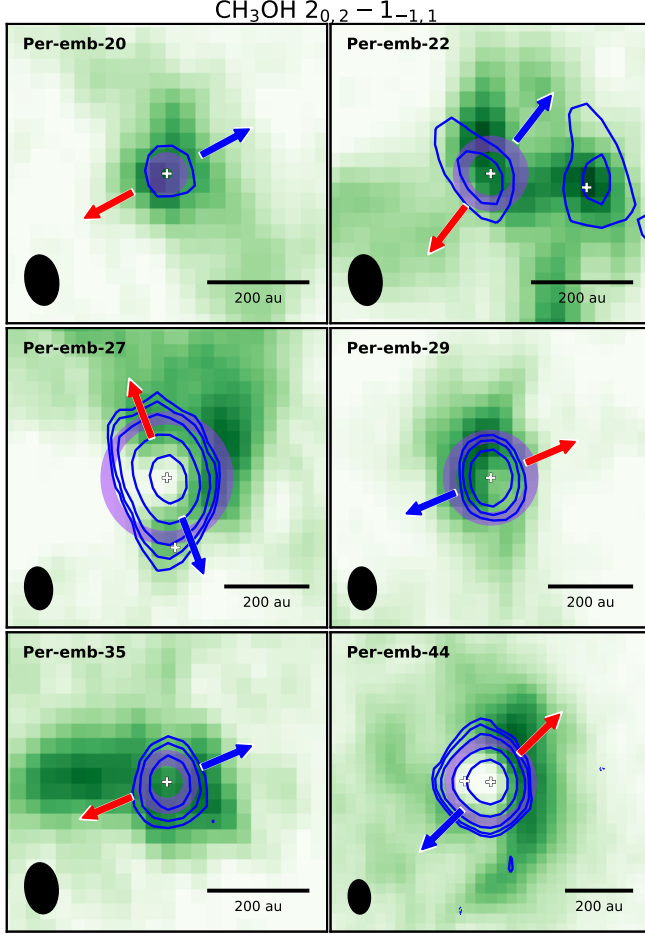 CH₃OH 2₀,₂ − 1₋₁,₁
Per-emb-20
200 au
Per-emb-22
200 au
Per-emb-27
200 au
Per-emb-29
200 au
Per-emb-35
200 au
Per-emb-44
200 au